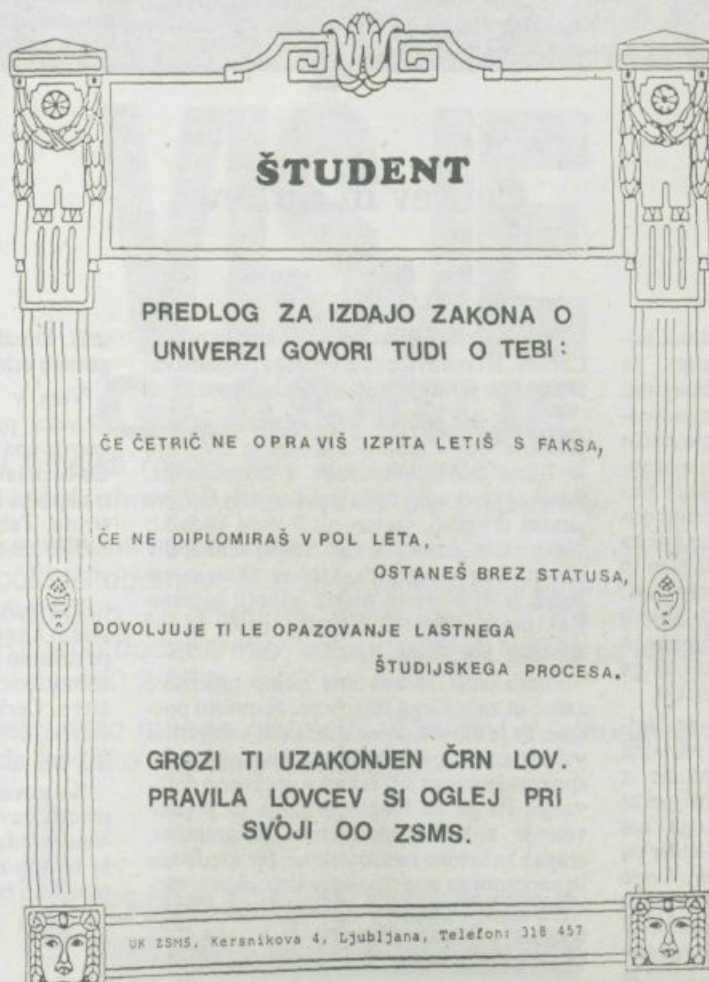 ŠTUDENT
PREDLOG ZA IZDAJO ZAKONA O
UNIVERZI GOVORI TUDI O TEBI:
ČE ČETRIČ NE OPRAVIŠ IZPITA LETIŠ S FAKSA,
ČE NE DIPLOMIRAŠ V POL LETA,
OSTANEŠ BREZ STATUSA,
DOVOLJUJE TI LE OPAZOVANJE LASTNEGA
ŠTUDIJSKEGA PROCESA.
GROZI TI UZAKONJEN ČRN LOV.
PRAVILA LOVCEV SI OGLEJ PRI
SVOJI OO ZSMS.
UK ZSMS, Kersnikova 4, Ljubljana, Telefon: 318 457